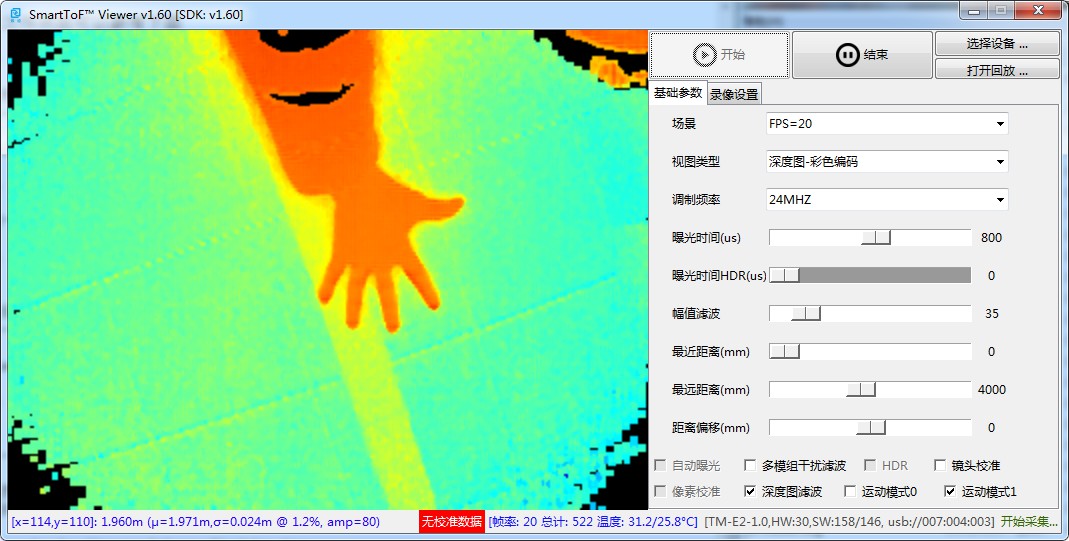 SmartToF™ Viewer v1.60 [SDK: v1.60]
开始
结束
选择设备 ...
打开回放 ...
基础参数 录像设置
场景 FPS=20
视图类型 深度图-彩色编码
调制频率 24MHZ
曝光时间(us) 800
曝光时间HDR(us) 0
幅值滤波 35
最近距离(mm) 0
最远距离(mm) 4000
距离偏移(mm) 0
自动曝光 多模组干扰滤波 HDR 镜头校准
像素校准 深度图滤波 运动模式0 运动模式1
[x=114,y=110]: 1.960m (μ=1.971m,σ=0.024m @ 1.2%, amp=80) 无校准数据 [帧率: 20 总计: 522 温度: 31.2/25.8°C] [TM-E2-1.0,HW:30,SW:158/146, usb://007:004:003] 开始采集...